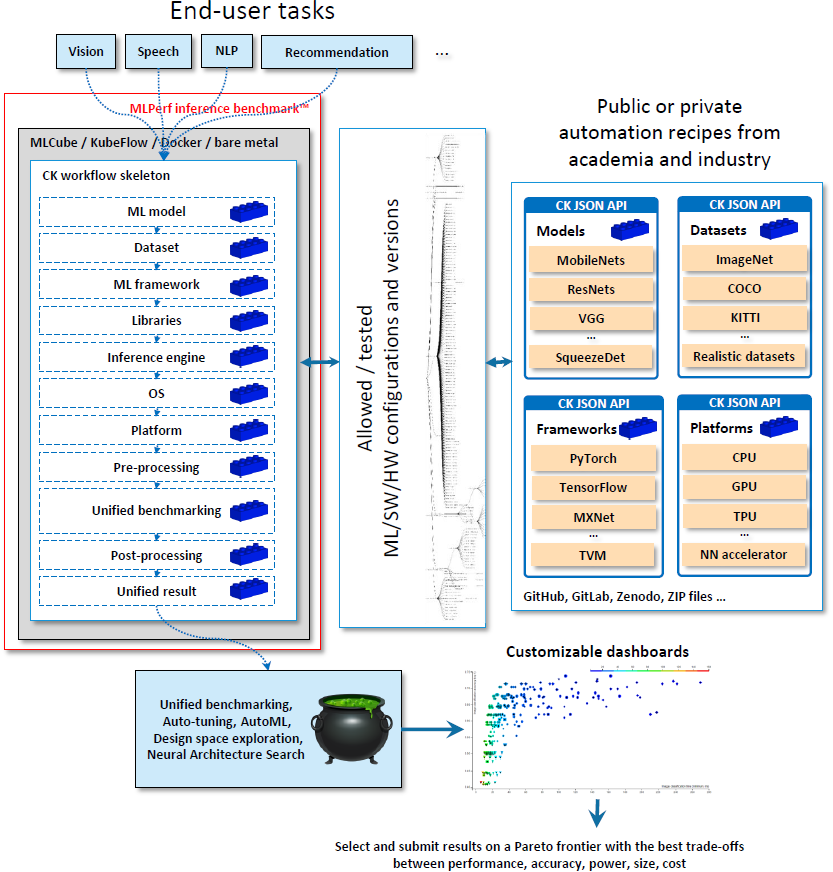 End-user tasks
Vision
Speech
NLP
Recommendation
...
MLPerf inference benchmark™
MLCube / KubeFlow / Docker / bare metal
CK workflow skeleton
ML model
Dataset
ML framework
Libraries
Inference engine
OS
Platform
Pre-processing
Unified benchmarking
Post-processing
Unified result
Allowed / tested
ML/SW/HW configurations and versions
Public or private
automation recipes from
academia and industry
CK JSON API
Models
MobileNets
ResNets
VGG
...
SqueezeDet
CK JSON API
Datasets
ImageNet
COCO
KITTI
...
Realistic datasets
CK JSON API
Frameworks
PyTorch
TensorFlow
MXNet
...
TVM
CK JSON API
Platforms
CPU
GPU
TPU
...
NN accelerator
GitHub, GitLab, Zenodo, ZIP files ...
Unified benchmarking,
Auto-tuning, AutoML,
Design space exploration,
Neural Architecture Search
Customizable dashboards
Select and submit results on a Pareto frontier with the best trade-offs
between performance, accuracy, power, size, cost